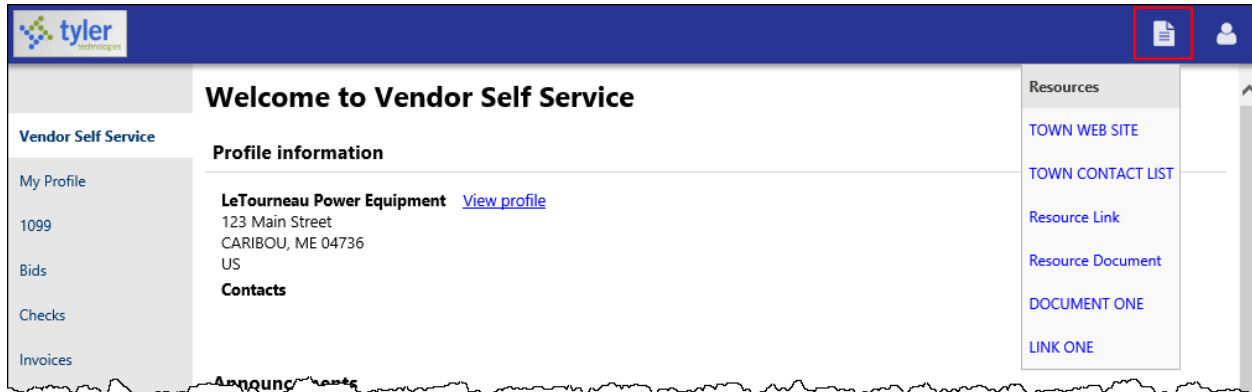 tyler
technologies
Resources
TOWN WEB SITE
TOWN CONTACT LIST
Resource Link
Resource Document
DOCUMENT ONE
LINK ONE
Vendor Self Service
My Profile
1099
Bids
Checks
Invoices
Welcome to Vendor Self Service
Profile information
LeTourneau Power Equipment View profile
123 Main Street
CARIBOU, ME 04736
US
Contacts